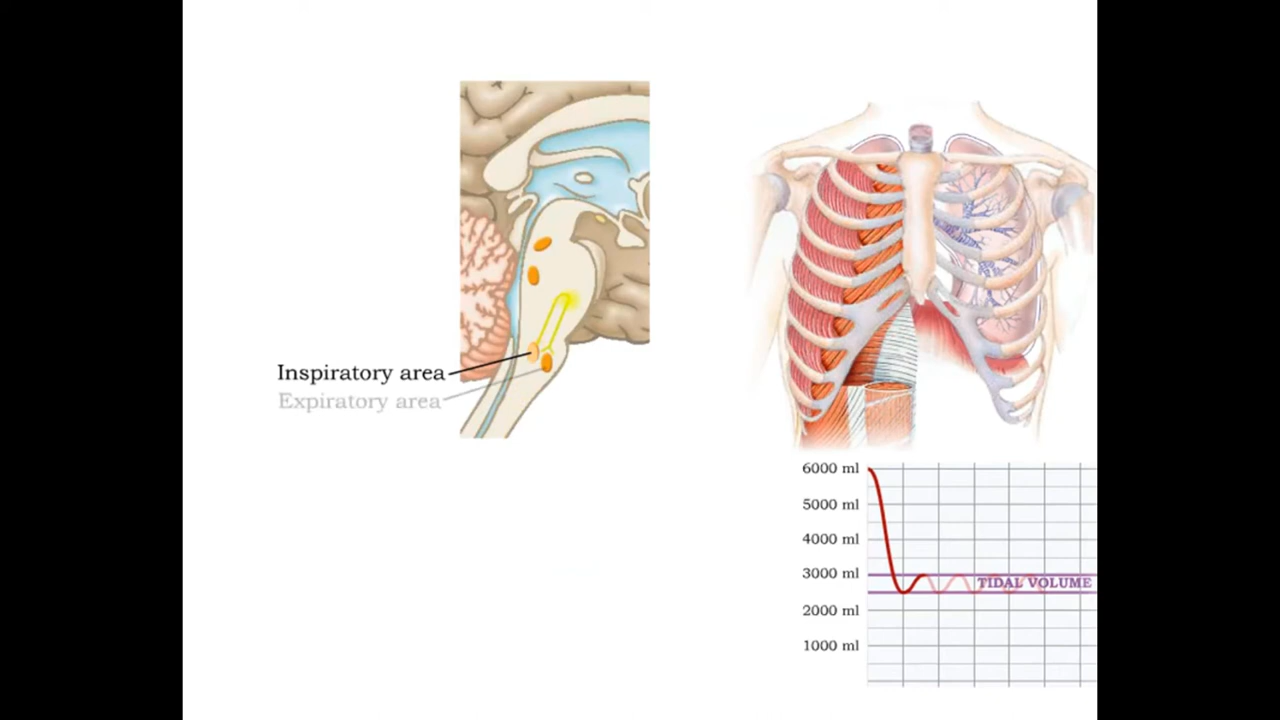 Inspiratory area
Expiratory area
6000 ml
5000 ml
4000 ml
3000 ml
TIDAL VOLUME
2000 ml
1000 ml